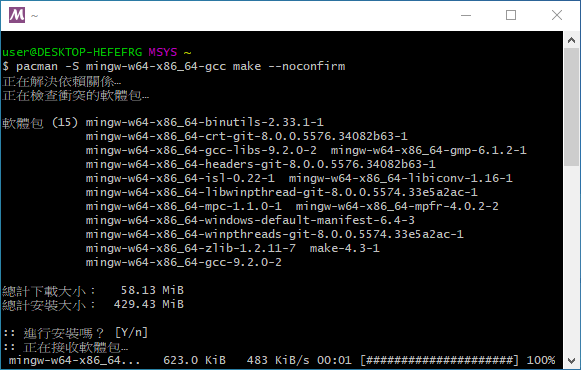 ~
user@DESKTOP-HEFEFRG MSYS ~
$ pacman -S mingw-w64-x86_64-gcc make --noconfirm
正在解決依賴關係…
正在檢查衝突的軟體包…
軟體包 (15) mingw-w64-x86_64-binutils-2.33.1-1
mingw-w64-x86_64-crt-git-8.0.0.5576.34082b63-1
mingw-w64-x86_64-gcc-libs-9.2.0-2 mingw-w64-x86_64-gmp-6.1.2-1
mingw-w64-x86_64-headers-git-8.0.0.5576.34082b63-1
mingw-w64-x86_64-isl-0.22-1 mingw-w64-x86_64-libiconv-1.16-1
mingw-w64-x86_64-libwinpthread-git-8.0.0.5574.33e5a2ac-1
mingw-w64-x86_64-mpc-1.1.0-1 mingw-w64-x86_64-mpfr-4.0.2-2
mingw-w64-x86_64-windows-default-manifest-6.4-3
mingw-w64-x86_64-winpthreads-git-8.0.0.5574.33e5a2ac-1
mingw-w64-x86_64-zlib-1.2.11-7 make-4.3-1
mingw-w64-x86_64-gcc-9.2.0-2
總計下載大小： 58.13 MiB
總計安裝大小： 429.43 MiB
:: 進行安裝嗎？ [Y/n]
:: 正在接收軟體包…
mingw-w64-x86_64... 623.0 KiB 483 KiB/s 00:01 [#####################] 100%